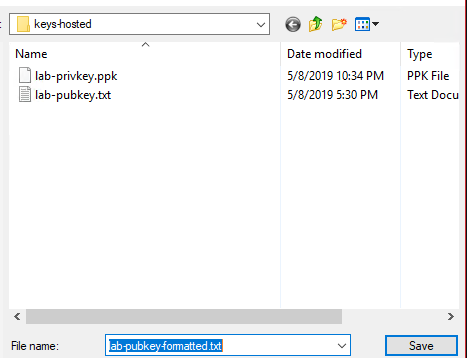 keys-hosted
Name Date modified Type
lab-privkey.ppk 5/8/2019 10:34 PM PPK File
lab-pubkey.txt 5/8/2019 5:30 PM Text Docu
File name: lab-pubkey-formatted.txt Save